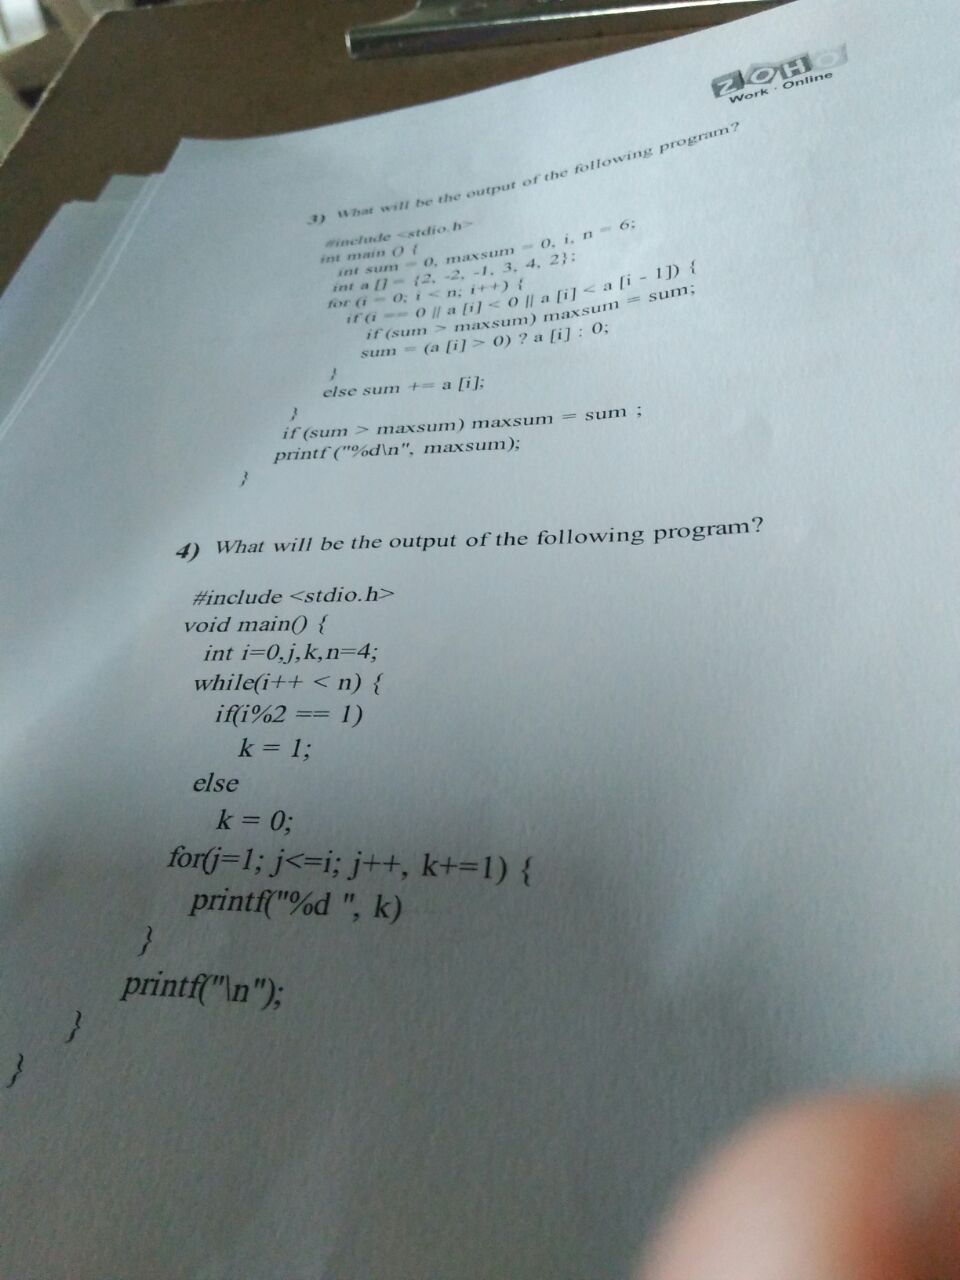 ZOHO
Work · Online
3) What will be the output of the following program?
#include <stdio.h>
int main () {
int sum = 0, maxsum = 0, i, n = 6;
int a [] = {2, -2, -1, 3, 4, 2};
for (i = 0; i < n; i++) {
if (i == 0 || a [i] < 0 || a [i] < a [i - 1]) {
if (sum > maxsum) maxsum = sum;
sum = (a [i] > 0) ? a [i] : 0;
}
else sum += a [i];
}
if (sum > maxsum) maxsum = sum ;
printf ("%d\n", maxsum);
}
4) What will be the output of the following program?
#include <stdio.h>
void main() {
int i=0,j,k,n=4;
while(i++ < n) {
if(i%2 == 1)
k = 1;
else
k = 0;
for(j=1; j<=i; j++, k+=1) {
printf("%d ", k)
}
printf("\n");
}
}